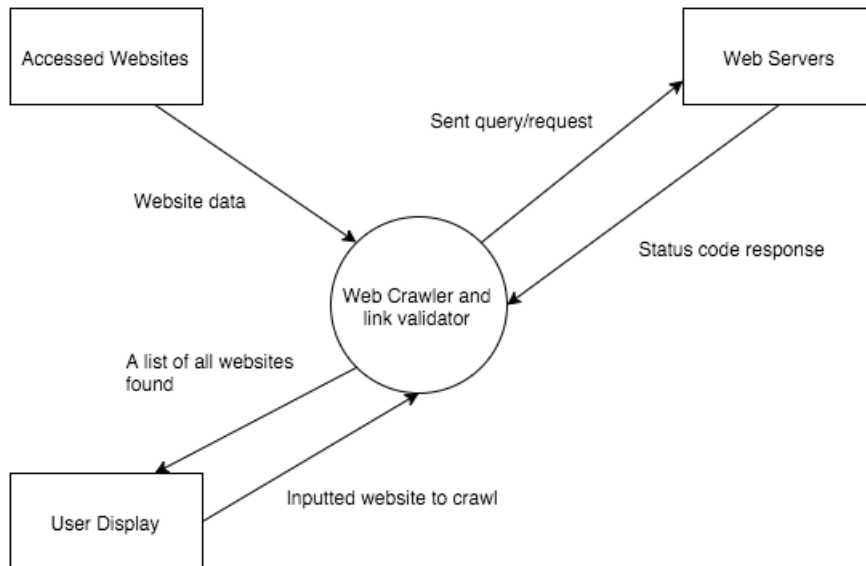 Accessed Websites
Web Servers
Sent query/request
Website data
Status code response
Web Crawler and
link validator
A list of all websites
found
Inputted website to crawl
User Display